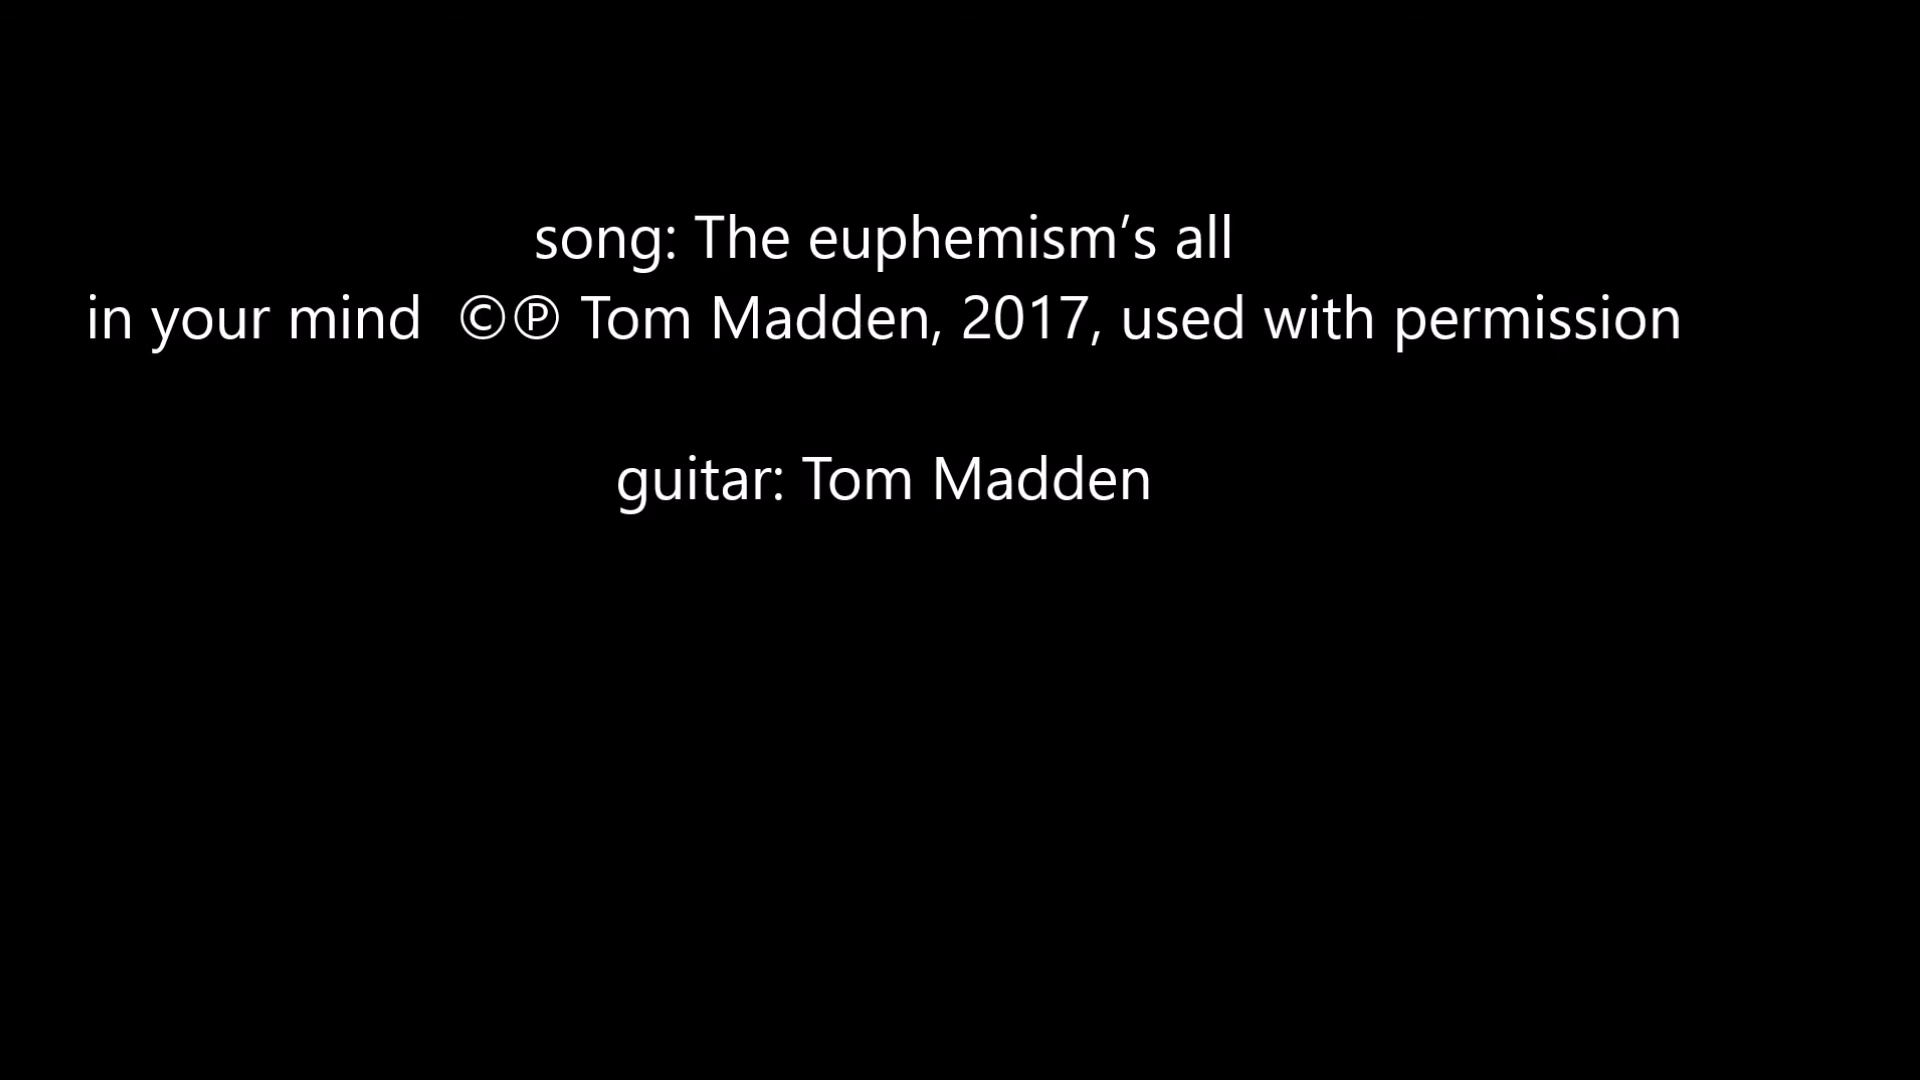 song: The euphemism’s all
in your mind  ©℗ Tom Madden, 2017, used with permission
guitar: Tom Madden